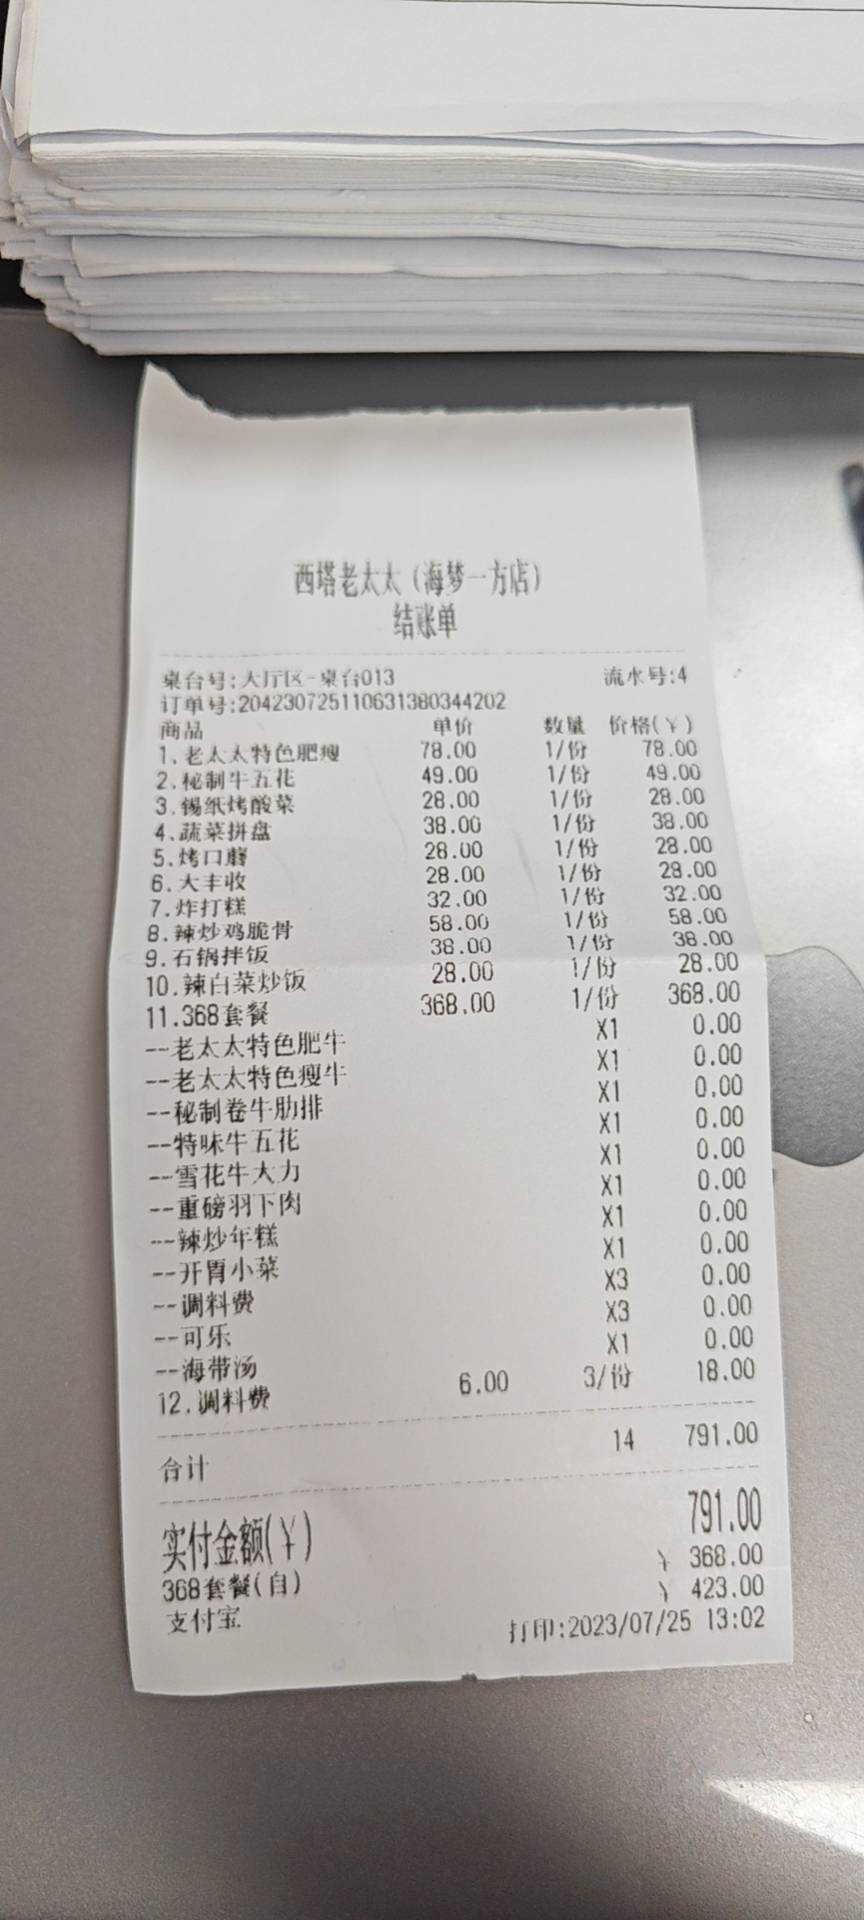 西塔老太太（海梦一方店）
结账单
桌台号:大厅区-桌台013 流水号:4
订单号:20423072511063138​0344202
商品 单价 数量 价格(￥)
1.老太太特色肥瘦 78.00 1/份 78.00
2.秘制牛五花 49.00 1/份 49.00
3.锡纸烤酸菜 28.00 1/份 28.00
4.蔬菜拼盘 38.00 1/份 38.00
5.烤口蘑 28.00 1/份 28.00
6.大丰收 28.00 1/份 28.00
7.炸打糕 32.00 1/份 32.00
8.辣炒鸡脆骨 58.00 1/份 58.00
9.石锅拌饭 38.00 1/份 38.00
10.辣白菜炒饭 28.00 1/份 28.00
11.368套餐 368.00 1/份 368.00
--老太太特色肥牛 X1 0.00
--老太太特色瘦牛 X1 0.00
--秘制卷牛肋排 X1 0.00
--特味牛五花 X1 0.00
--雪花牛大力 X1 0.00
--重磅羽下肉 X1 0.00
--辣炒年糕 X1 0.00
--开胃小菜 X1 0.00
--调料费 X3 0.00
--可乐 X3 0.00
--海带汤 X1 0.00
12.调料费 6.00 3/份 18.00
合计 14 791.00
实付金额(￥) 791.00
368套餐(自) ￥ 368.00
支付宝 ￥ 423.00
打印:2023/07/25 13:02